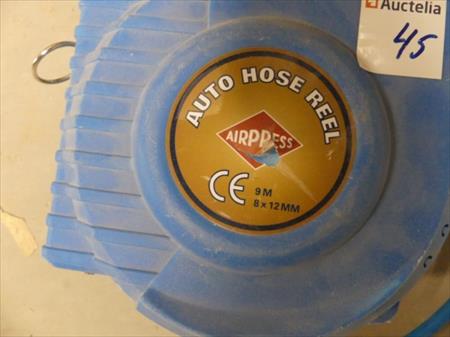 Auctelia
45
AUTO HOSE REEL
AIRPRESS
CE
9M
8x12MM